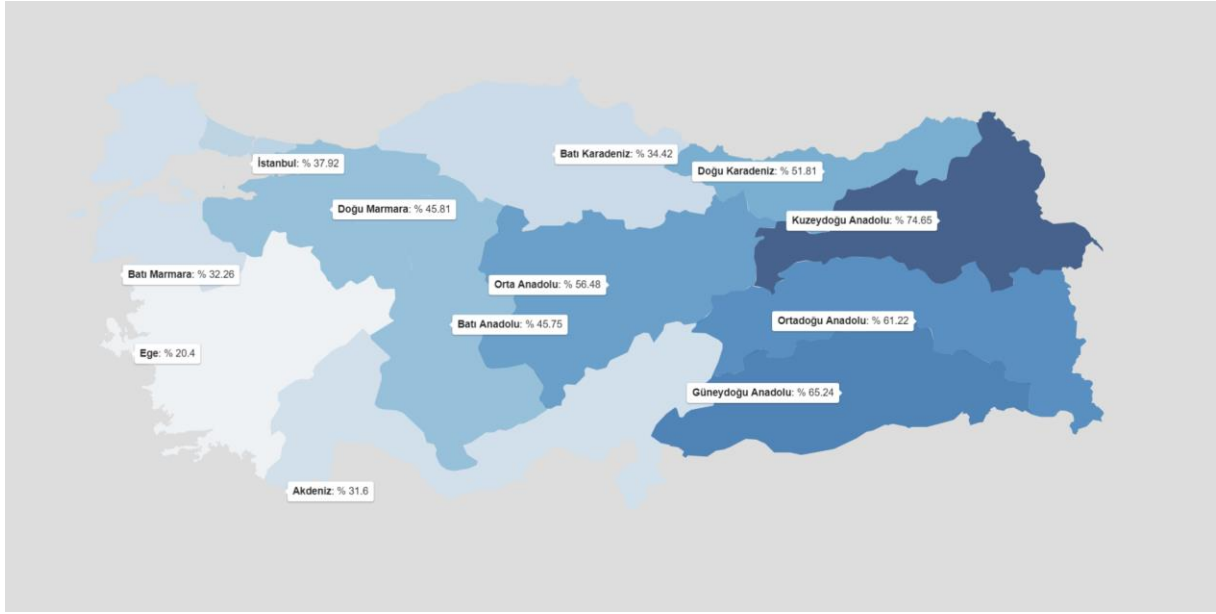 Batı Karadeniz: % 34.42
İstanbul: % 37.92
Doğu Karadeniz: % 51.81
Doğu Marmara: % 45.81
Kuzeydoğu Anadolu: % 74.65
Batı Marmara: % 32.26
Orta Anadolu: % 56.48
Batı Anadolu: % 45.75
Ortadoğu Anadolu: % 61.22
Ege: % 20.4
Güneydoğu Anadolu: % 65.24
Akdeniz: % 31.6